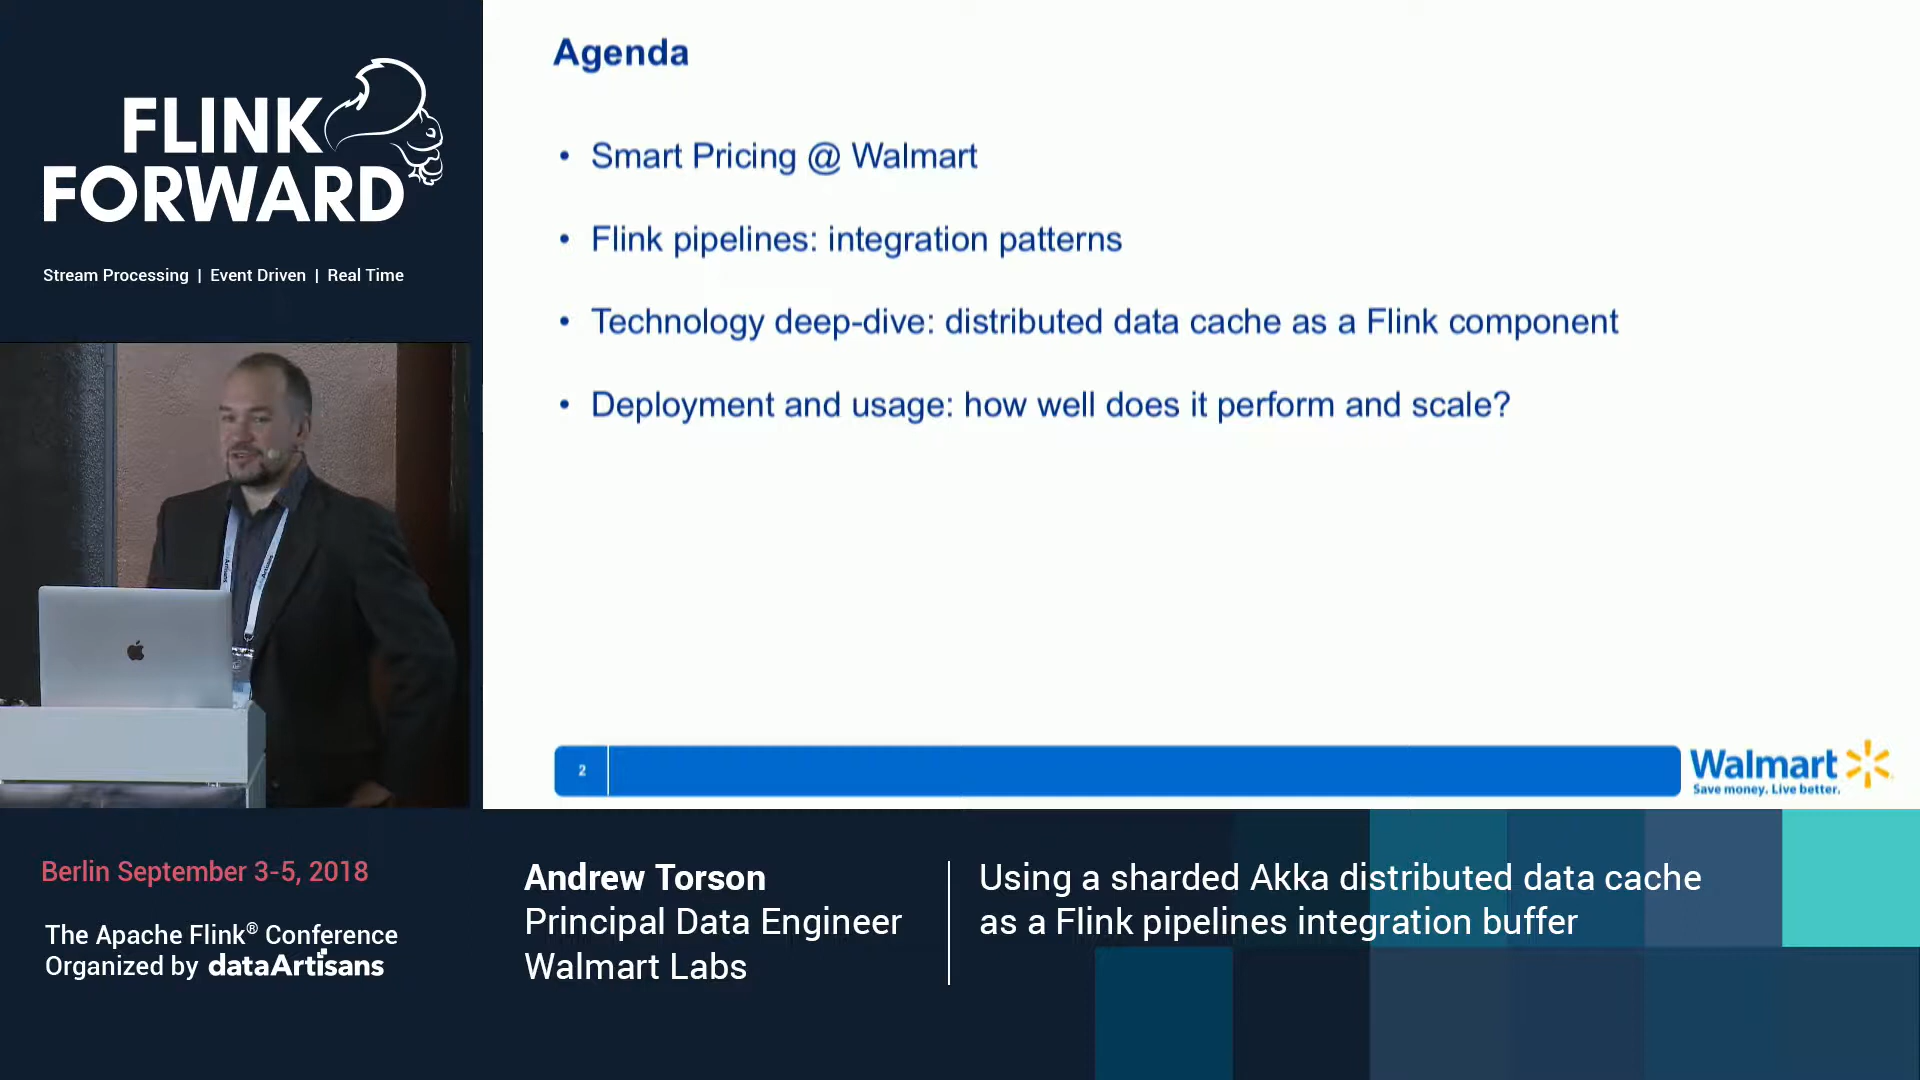 FLINK
FORWARD
Stream Processing | Event Driven | Real Time
Agenda
• Smart Pricing @ Walmart
• Flink pipelines: integration patterns
• Technology deep-dive: distributed data cache as a Flink component
• Deployment and usage: how well does it perform and scale?
2
Walmart
Save money. Live better.
Berlin September 3-5, 2018
The Apache Flink® Conference
Organized by dataArtisans
Andrew Torson
Principal Data Engineer
Walmart Labs
Using a sharded Akka distributed data cache
as a Flink pipelines integration buffer